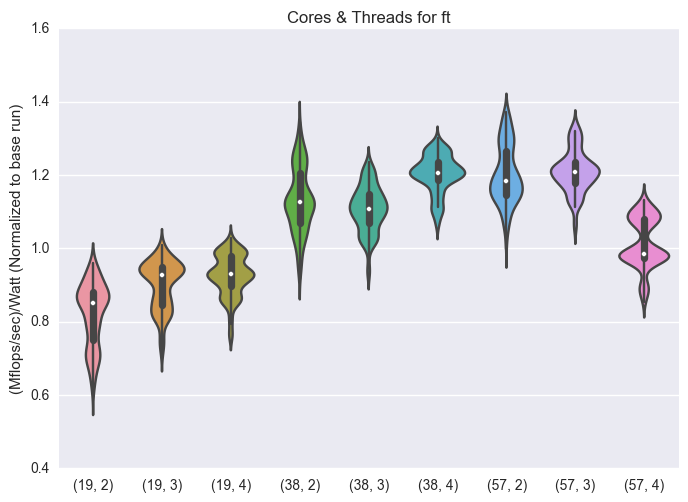 Cores & Threads for ft
(Mflops/sec)/Watt (Normalized to base run)
1.6
1.4
1.2
1.0
0.8
0.6
0.4
(19, 2) (19, 3) (19, 4) (38, 2) (38, 3) (38, 4) (57, 2) (57, 3) (57, 4)